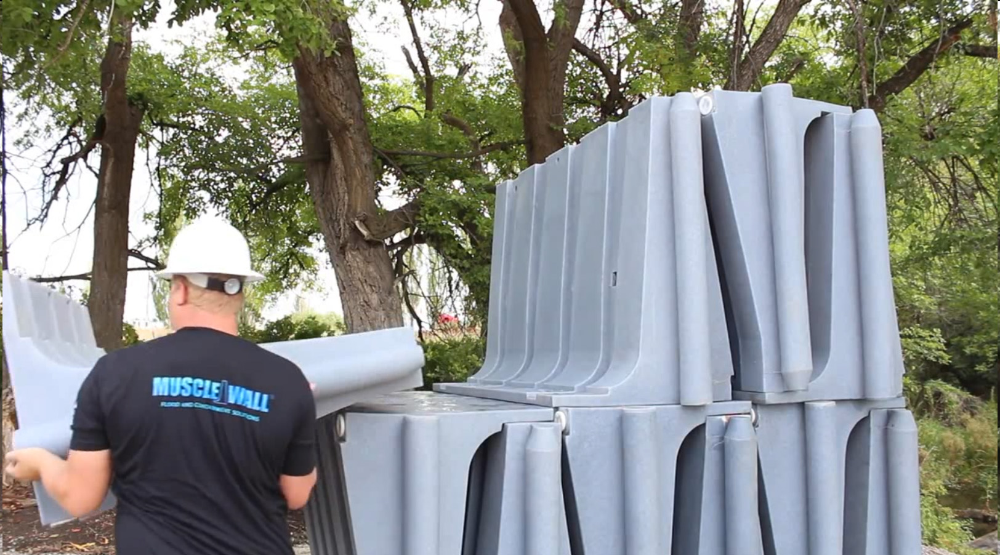 MUSCLE WALL
FLOOD AND CONTAINMENT SOLUTIONS